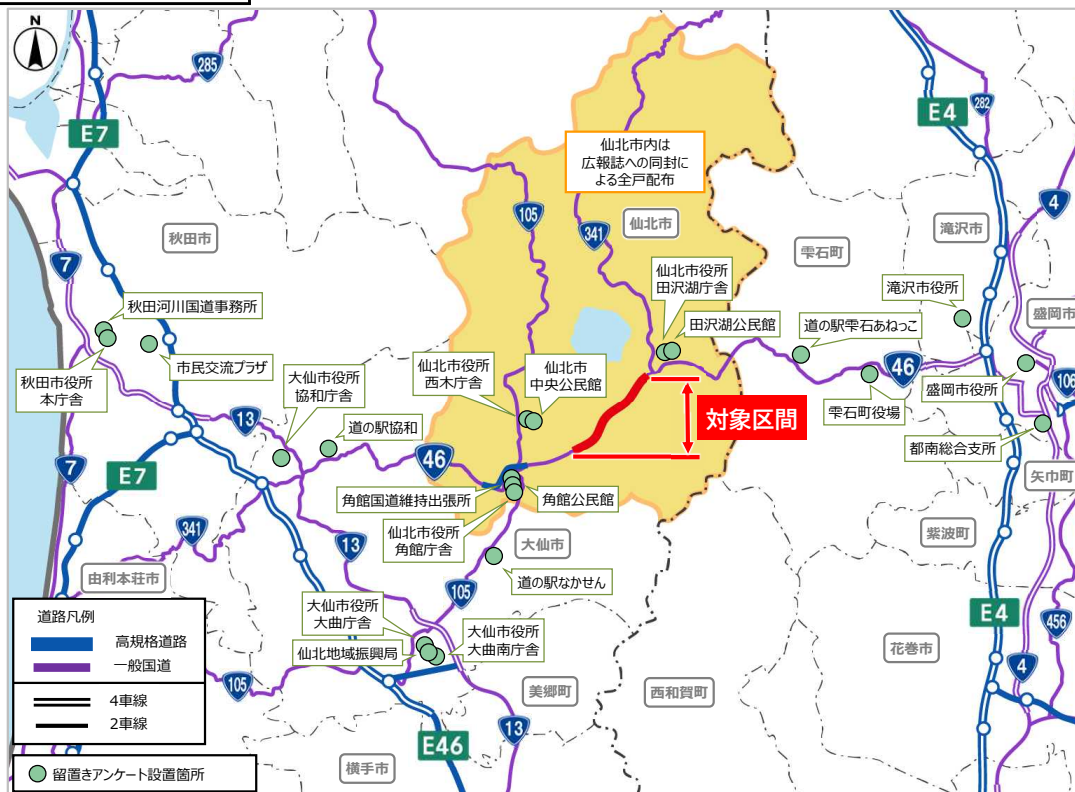 N
285
E7
E4
282
仙北市内は
広報誌への同封に
よる全戸配布
105
341
仙北市
4
秋田市
滝沢市
雫石町
7
仙北市役所
田沢湖庁舎
滝沢市役所
秋田河川国道事務所
田沢湖公民館
道の駅雫石あねっこ
盛岡市
市民交流プラザ
秋田市役所
本庁舎
大仙市役所
協和庁舎
仙北市役所
西木庁舎
仙北市
中央公民館
46
盛岡市役所
106
対象区間
雫石町役場
13
道の駅協和
都南総合支所
7
E7
46
矢巾町
角館国道維持出張所
角館公民館
仙北市役所
角館庁舎
341
13
大仙市
紫波町
由利本荘市
道の駅なかせん
105
道路凡例
高規格道路
一般国道
4車線
2車線
大仙市役所
大曲庁舎
大仙市役所
大曲南庁舎
仙北地域振興局
E4
456
花巻市
4
105
美郷町
西和賀町
13
E46
横手市
留置きアンケート設置箇所